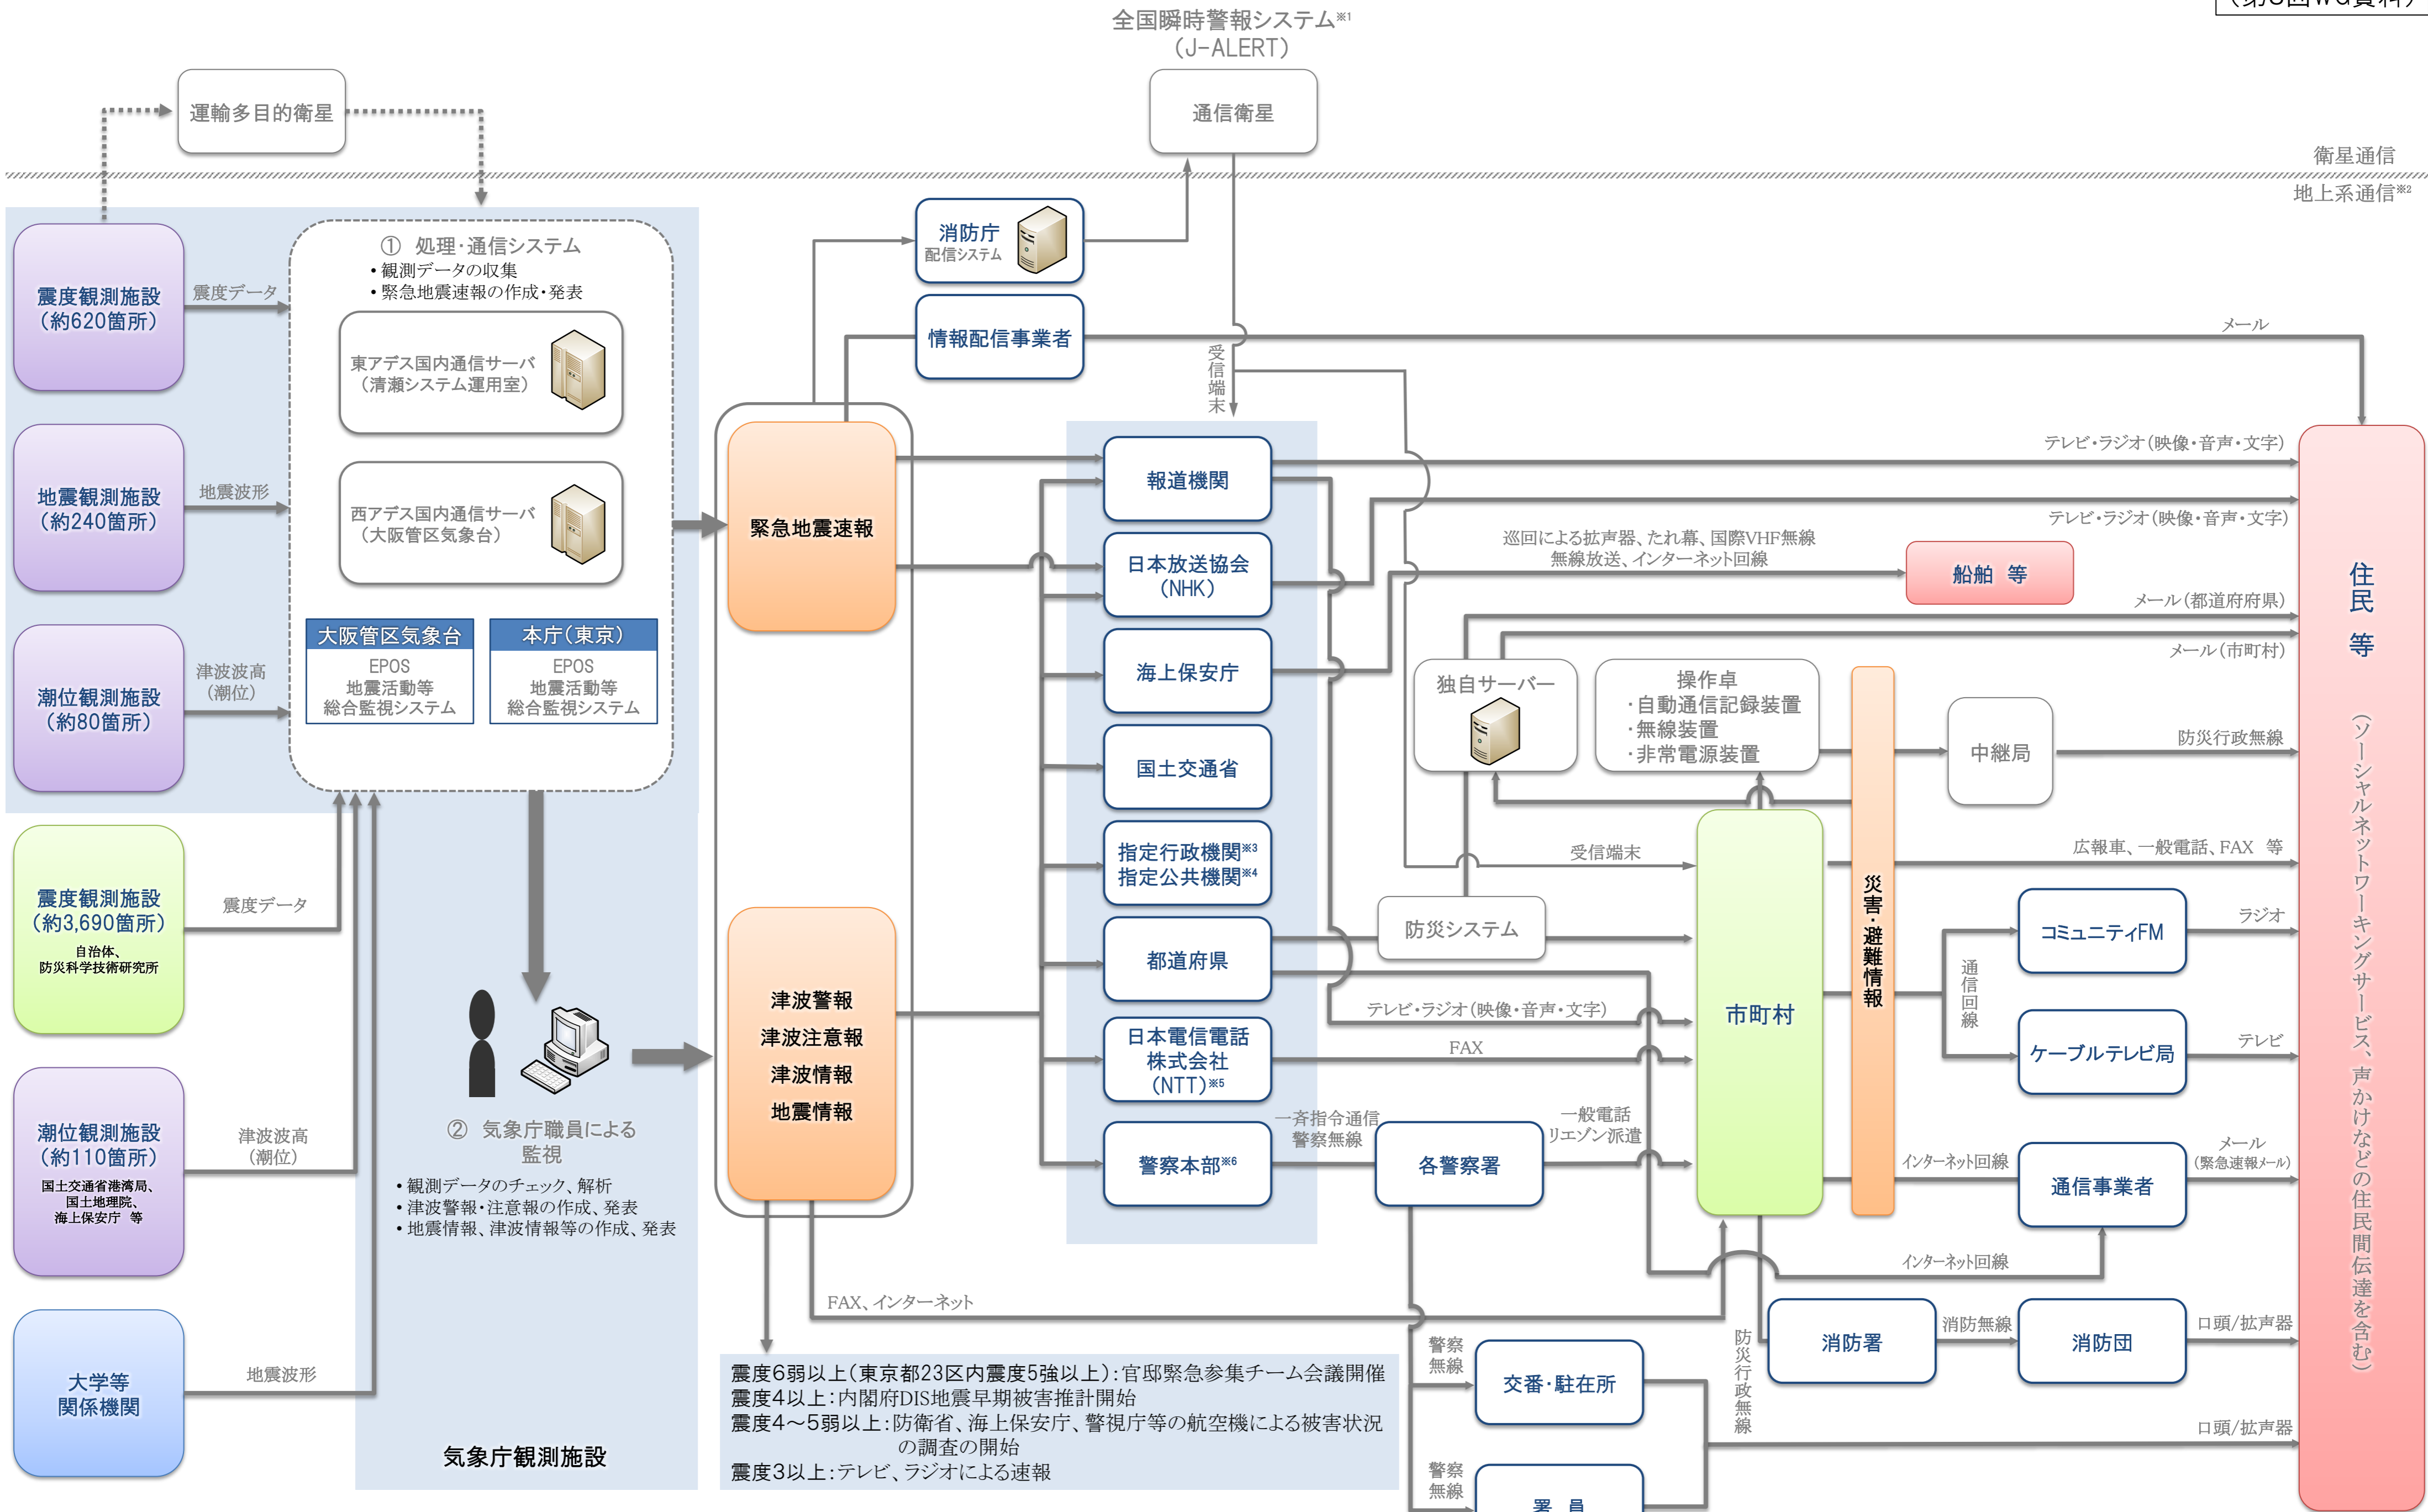 全国瞬時警報システム※1
（J-ALERT）
運輸多目的衛星
通信衛星
衛星通信
地上系通信※2
震度観測施設
（約620箇所）
震度データ
① 処理・通信システム
• 観測データの収集
• 緊急地震速報の作成・発表
東アデス国内通信サーバ
（清瀬システム運用室）
西アデス国内通信サーバ
（大阪管区気象台）
地震観測施設
（約240箇所）
地震波形
潮位観測施設
（約80箇所）
津波波高
（潮位）
大阪管区気象台
EPOS
地震活動等
総合監視システム
本庁（東京）
EPOS
地震活動等
総合監視システム
震度観測施設
（約3,690箇所）
自治体、
防災科学技術研究所
震度データ
潮位観測施設
（約110箇所）
国土交通省港湾局、
国土地理院、
海上保安庁 等
津波波高
（潮位）
大学等
関係機関
地震波形
② 気象庁職員による
監視
• 観測データのチェック、解析
• 津波警報・注意報の作成、発表
• 地震情報、津波情報等の作成、発表
気象庁観測施設
消防庁
配信システム
情報配信事業者
メール
受信端末
緊急地震速報
津波警報
津波注意報
津波情報
地震情報
報道機関
日本放送協会
（NHK）
海上保安庁
国土交通省
指定行政機関※3
指定公共機関※4
都道府県
日本電信電話
株式会社
（NTT）※5
警察本部※6
テレビ・ラジオ（映像・音声・文字）
テレビ・ラジオ（映像・音声・文字）
巡回による拡声器、たれ幕、国際VHF無線
無線放送、インターネット回線
船舶 等
メール（都道府府県）
メール（市町村）
独自サーバー
操作卓
・自動通信記録装置
・無線装置
・非常電源装置
中継局
防災行政無線
受信端末
防災システム
テレビ・ラジオ（映像・音声・文字）
FAX
一斉指令通信
警察無線
各警察署
一般電話
リエゾン派遣
市町村
災害・避難情報
広報車、一般電話、FAX 等
通信回線
コミュニティFM
ラジオ
ケーブルテレビ局
テレビ
インターネット回線
通信事業者
メール
（緊急速報メール）
インターネット回線
FAX、インターネット
防災行政無線
消防署
消防無線
消防団
口頭/拡声器
警察
無線
交番・駐在所
警察
無線
署 員
口頭/拡声器
震度6弱以上（東京都23区内震度5強以上）：官邸緊急参集チーム会議開催
震度4以上：内閣府DIS地震早期被害推計開始
震度4～5弱以上：防衛省、海上保安庁、警視庁等の航空機による被害状況
の調査の開始
震度3以上：テレビ、ラジオによる速報
住民 等
（ソーシャルネットワーキングサービス、声かけなどの住民間伝達を含む）